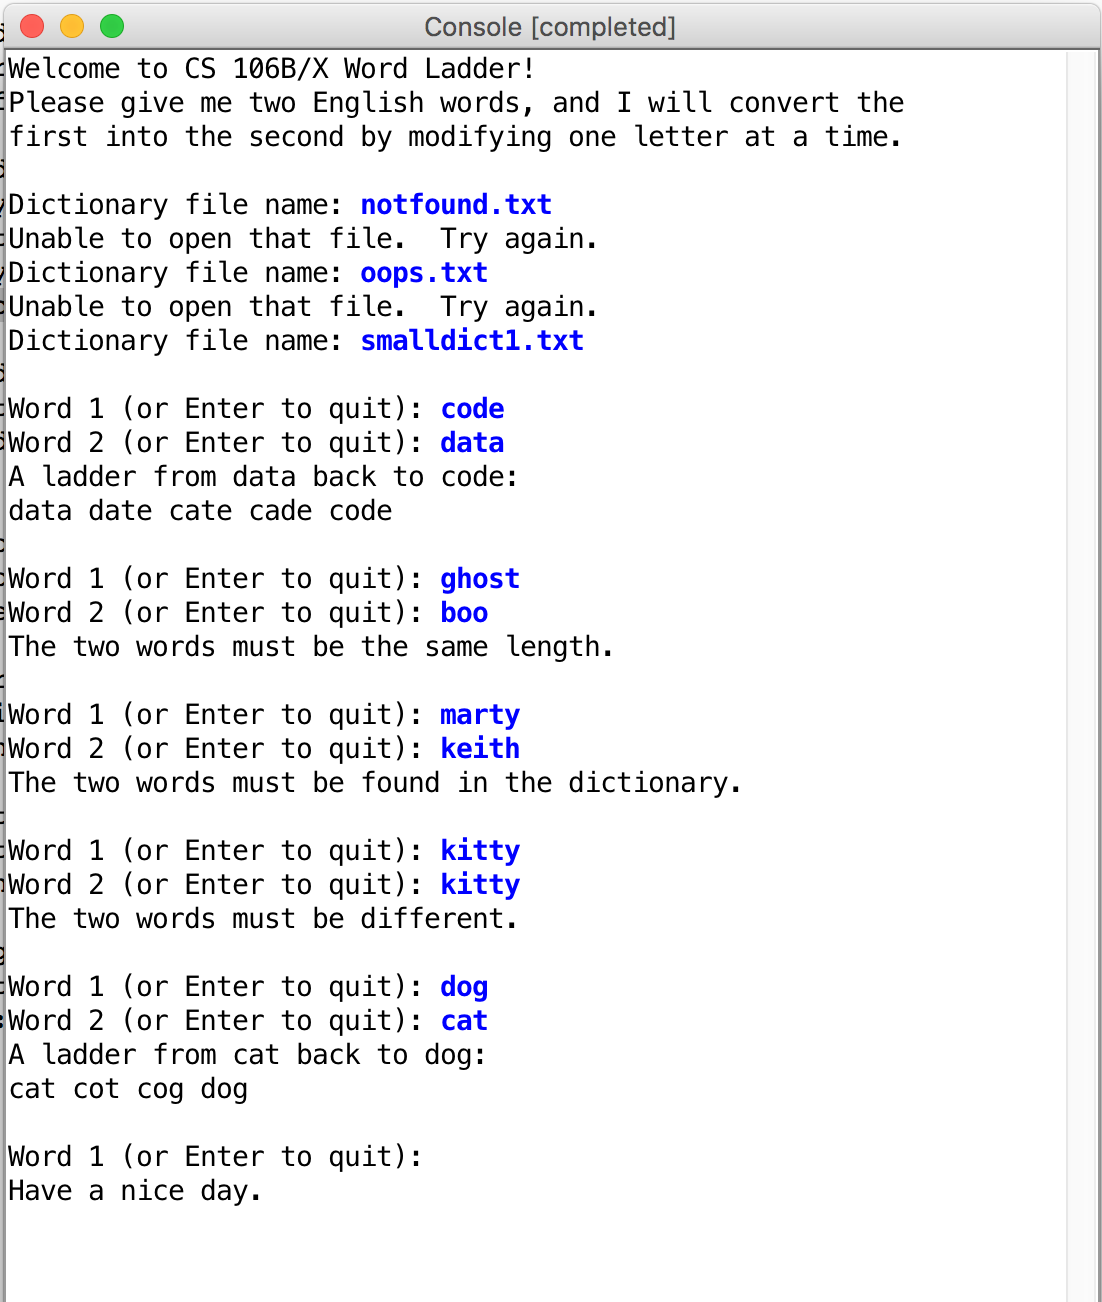 Console [completed]
Welcome to CS 106B/X Word Ladder!
Please give me two English words, and I will convert the
first into the second by modifying one letter at a time.
Dictionary file name: notfound.txt
Unable to open that file.  Try again.
Dictionary file name: oops.txt
Unable to open that file.  Try again.
Dictionary file name: smalldict1.txt
Word 1 (or Enter to quit): code
Word 2 (or Enter to quit): data
A ladder from data back to code:
data date cate cade code
Word 1 (or Enter to quit): ghost
Word 2 (or Enter to quit): boo
The two words must be the same length.
Word 1 (or Enter to quit): marty
Word 2 (or Enter to quit): keith
The two words must be found in the dictionary.
Word 1 (or Enter to quit): kitty
Word 2 (or Enter to quit): kitty
The two words must be different.
Word 1 (or Enter to quit): dog
Word 2 (or Enter to quit): cat
A ladder from cat back to dog:
cat cot cog dog
Word 1 (or Enter to quit):
Have a nice day.